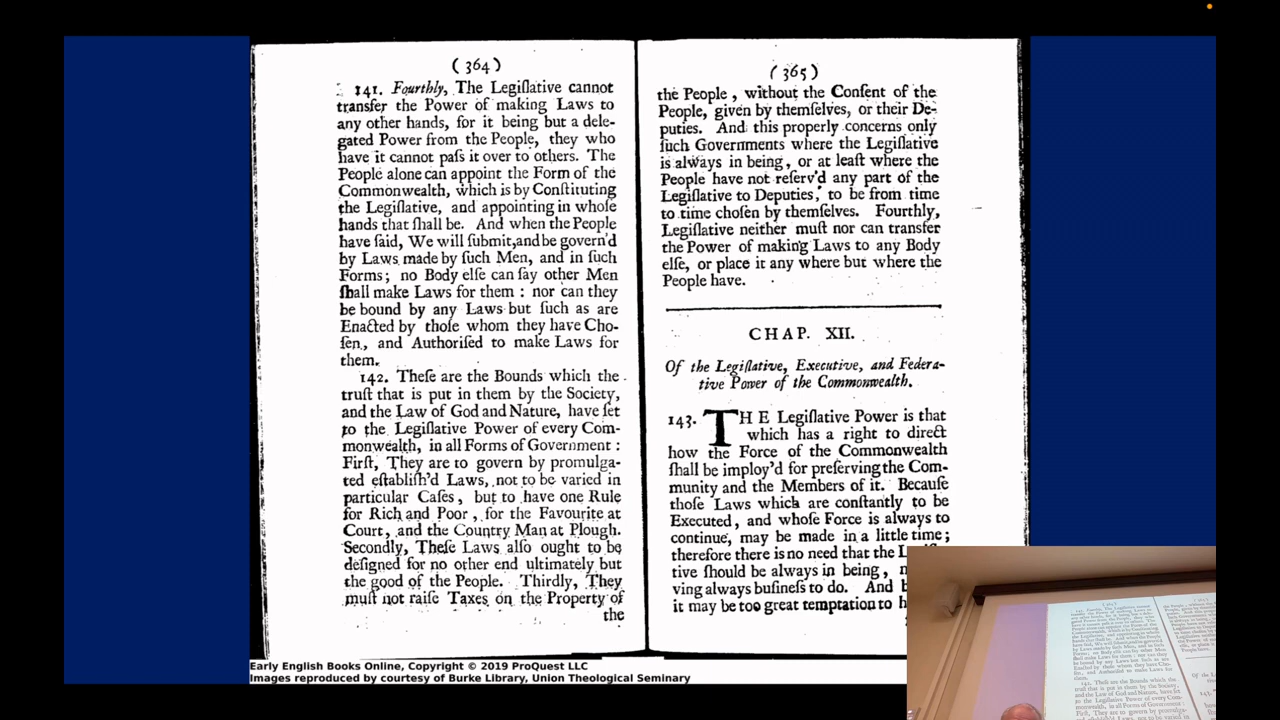 (364)
141. Fourthly, The Legiſlative cannot
transfer the Power of making Laws to
any other hands, for it being but a dele-
gated Power from the People, they who
have it cannot paſs it over to others. The
People alone can appoint the Form of the
Commonwealth, which is by Conſtituting
the Legiſlative, and appointing in whoſe
hands that ſhall be. And when the People
have ſaid, We will ſubmit, and be govern'd
by Laws made by ſuch Men, and in ſuch
Forms; no Body elſe can ſay other Men
ſhall make Laws for them: nor can they
be bound by any Laws but ſuch as are
Enacted by thoſe whom they have Cho-
ſen, and Authoriſed to make Laws for
them.
142. Theſe are the Bounds which the
truſt that is put in them by the Society,
and the Law of God and Nature, have ſet
to the Legiſlative Power of every Com-
monwealth, in all Forms of Government:
Firſt, They are to govern by promulga-
ted eſtabliſh'd Laws, not to be varied in
particular Caſes, but to have one Rule
for Rich and Poor, for the Favourite at
Court, and the Country Man at Plough.
Secondly, Theſe Laws alſo ought to be
deſigned for no other end ultimately but
the good of the People. Thirdly, They
muſt not raiſe Taxes on the Property of
the
(365)
the People, without the Conſent of the
People, given by themſelves, or their De-
puties. And this properly concerns only
ſuch Governments where the Legiſlative
is always in being, or at leaſt where the
People have not reſerv'd any part of the
Legiſlative to Deputies, to be from time
to time choſen by themſelves. Fourthly,
Legiſlative neither muſt nor can transfer
the Power of making Laws to any Body
elſe, or place it any where but where the
People have.
CHAP. XII.
Of the Legiſlative, Executive, and Federa-
tive Power of the Commonwealth.
143. THE Legiſlative Power is that
which has a right to direct
how the Force of the Commonwealth
ſhall be imploy'd for preſerving the Com-
munity and the Members of it. Becauſe
thoſe Laws which are conſtantly to be
Executed, and whoſe Force is always to
continue, may be made in a little time;
therefore there is no need that the
tive ſhould be always in being,
ving always buſineſs to do. And
it may be too great temptation to
Early English Books Online, Copyright © 2019 ProQuest LLC
Images reproduced by courtesy of Burke Library, Union Theological Seminary